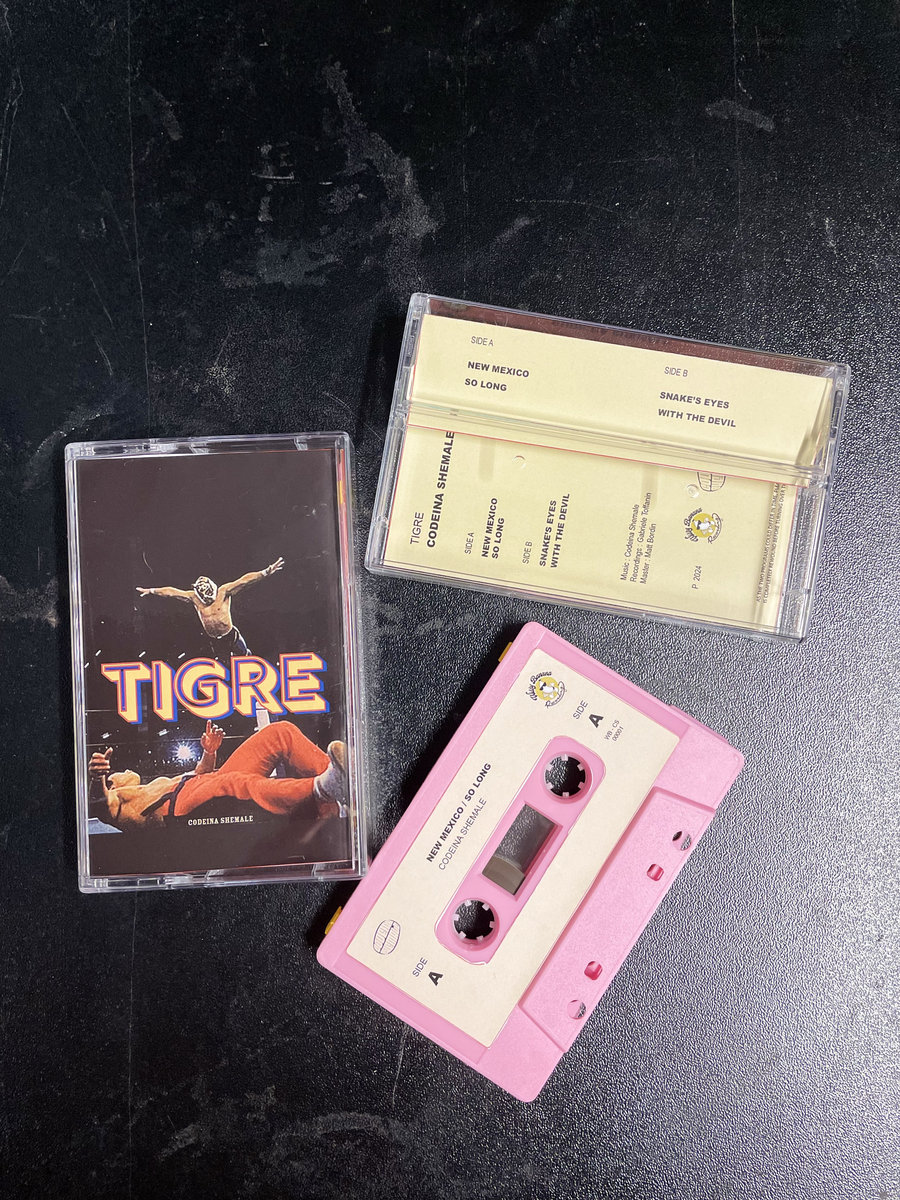 TIGRE
CODEINA SHEMALE
SIDE A
NEW MEXICO
SO LONG
SIDE B
SNAKE'S EYES
WITH THE DEVIL
TIGRE
CODEINA SHEMALE
SIDE A
NEW MEXICO
SO LONG
SIDE B
SNAKE'S EYES
WITH THE DEVIL
Music : Codeina Shemale
Recordings : Gabriele Toffanin
Master : Matt Bordin
P 2024
SIDE
A
WB_CS
00001
NEW MEXICO / SO LONG
CODEINA SHEMALE
SIDE
A